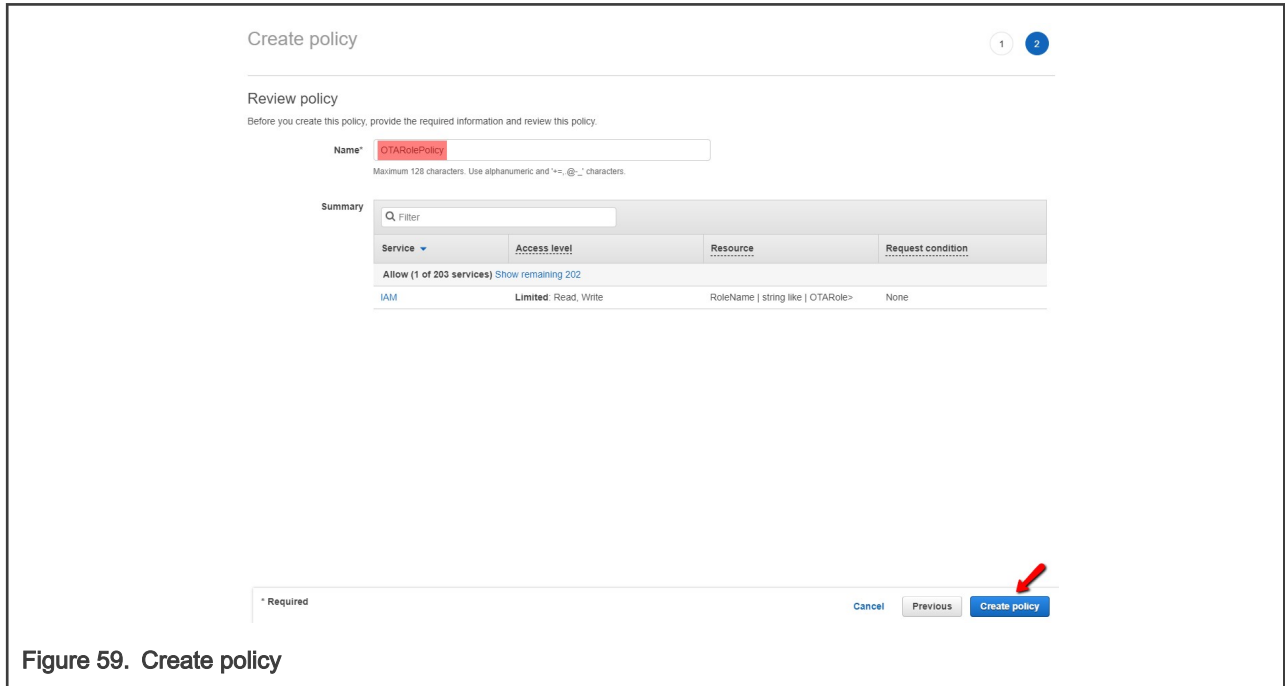 Create policy
1 2
Review policy
Before you create this policy, provide the required information and review this policy.
Name* OTARolePolicy
Maximum 128 characters. Use alphanumeric and '+=,.@-_' characters.
Summary
Filter
Service Access level Resource Request condition
Allow (1 of 203 services) Show remaining 202
IAM Limited: Read, Write RoleName | string like | OTARole> None
* Required Cancel Previous Create policy
Figure 59. Create policy